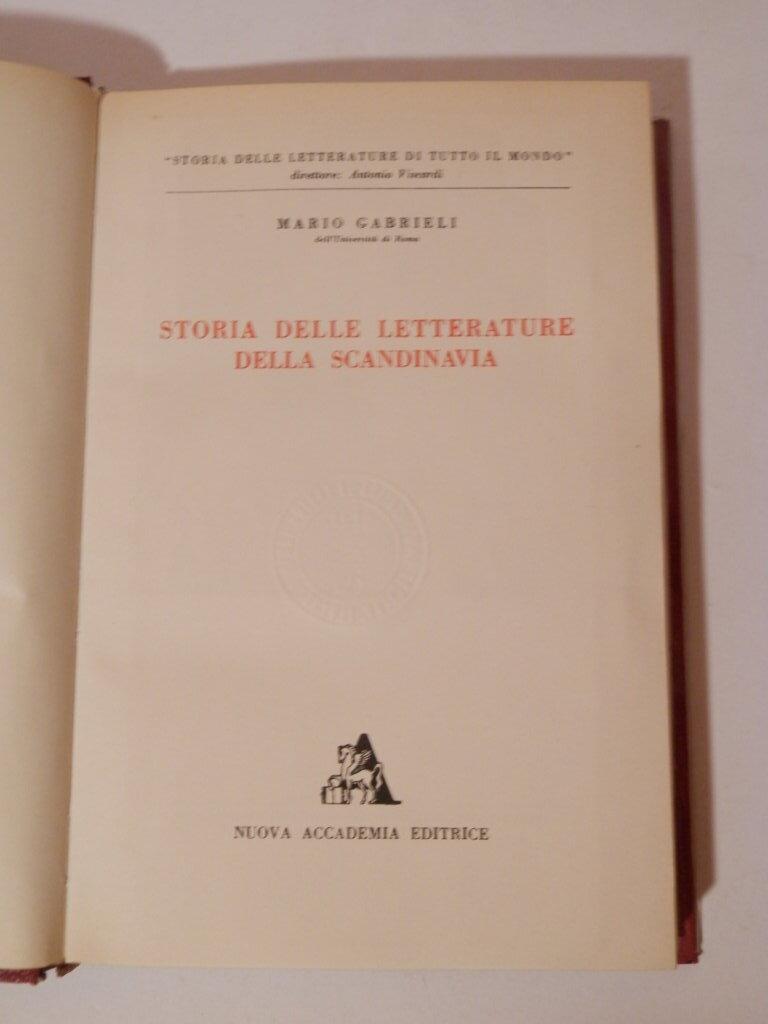 "STORIA DELLE LETTERATURE DI TUTTO IL MONDO"
direttore: Antonio Viscardi
MARIO GABRIELI
dell'Università di Roma
STORIA DELLE LETTERATURE
DELLA SCANDINAVIA
NUOVA ACCADEMIA EDITRICE